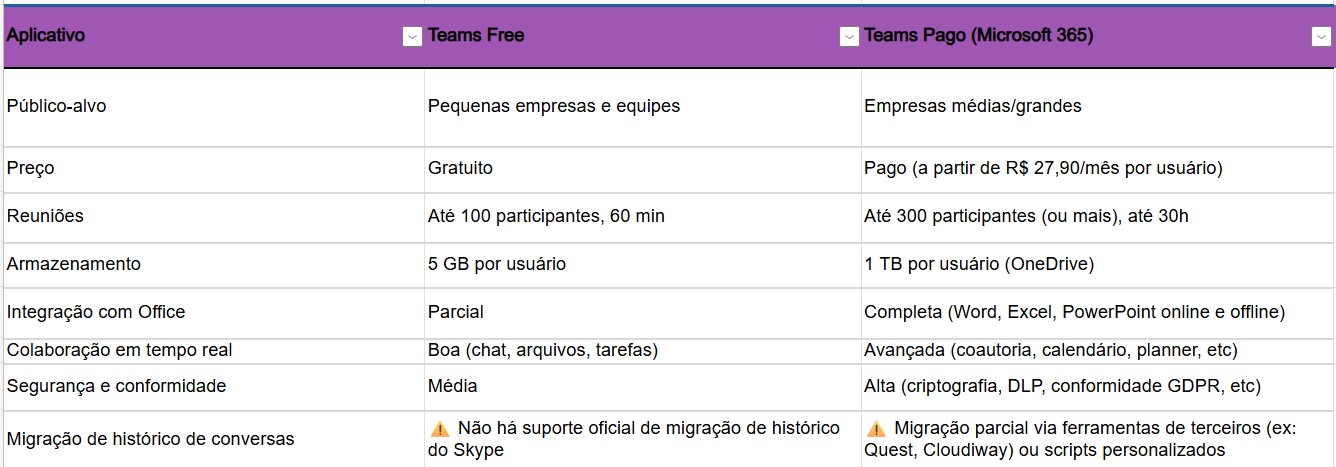 Aplicativo Teams Free Teams Pago (Microsoft 365)
Público-alvo Pequenas empresas e equipes Empresas médias/grandes
Preço Gratuito Pago (a partir de R$ 27,90/mês por usuário)
Reuniões Até 100 participantes, 60 min Até 300 participantes (ou mais), até 30h
Armazenamento 5 GB por usuário 1 TB por usuário (OneDrive)
Integração com Office Parcial Completa (Word, Excel, PowerPoint online e offline)
Colaboração em tempo real Boa (chat, arquivos, tarefas) Avançada (coautoria, calendário, planner, etc)
Segurança e conformidade Média Alta (criptografia, DLP, conformidade GDPR, etc)
Migração de histórico de conversas
⚠️ Não há suporte oficial de migração de histórico
do Skype
⚠️ Migração parcial via ferramentas de terceiros (ex:
Quest, Cloudiway) ou scripts personalizados